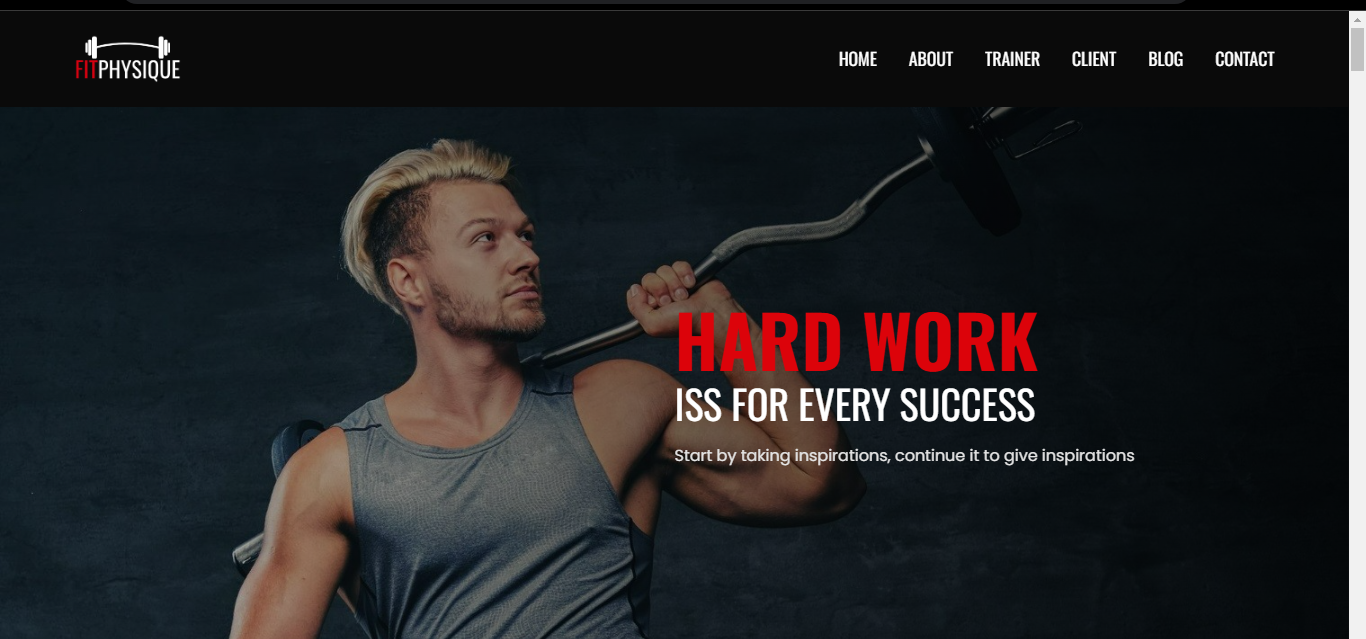 FITPHYSIQUE
HOME ABOUT TRAINER CLIENT BLOG CONTACT
HARD WORK
ISS FOR EVERY SUCCESS
Start by taking inspirations, continue it to give inspirations